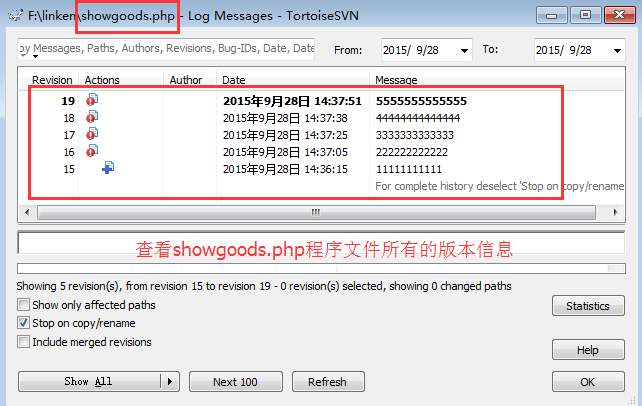 F:\linken\showgoods.php - Log Messages - TortoiseSVN
by Messages, Paths, Authors, Revisions, Bug-IDs, Date, Date
From: 2015/ 9/28 To: 2015/ 9/28
Revision Actions Author Date Message
19 2015年9月28日 14:37:51 5555555555555
18 2015年9月28日 14:37:38 44444444444444
17 2015年9月28日 14:37:25 3333333333333
16 2015年9月28日 14:37:05 222222222222
15 2015年9月28日 14:36:15 11111111111
For complete history deselect 'Stop on copy/rename
查看showgoods.php程序文件所有的版本信息
Showing 5 revision(s), from revision 15 to revision 19 - 0 revision(s) selected, showing 0 changed paths
Show only affected paths
Statistics
Stop on copy/rename
Include merged revisions
Help
Show All Next 100 Refresh OK